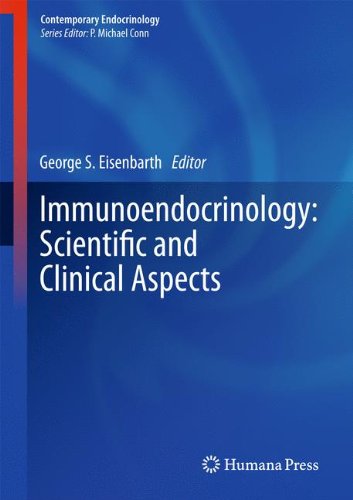 Contemporary Endocrinology
Series Editor: P. Michael Conn
George S. Eisenbarth Editor
Immunoendocrinology:
Scientific and
Clinical Aspects
Humana Press